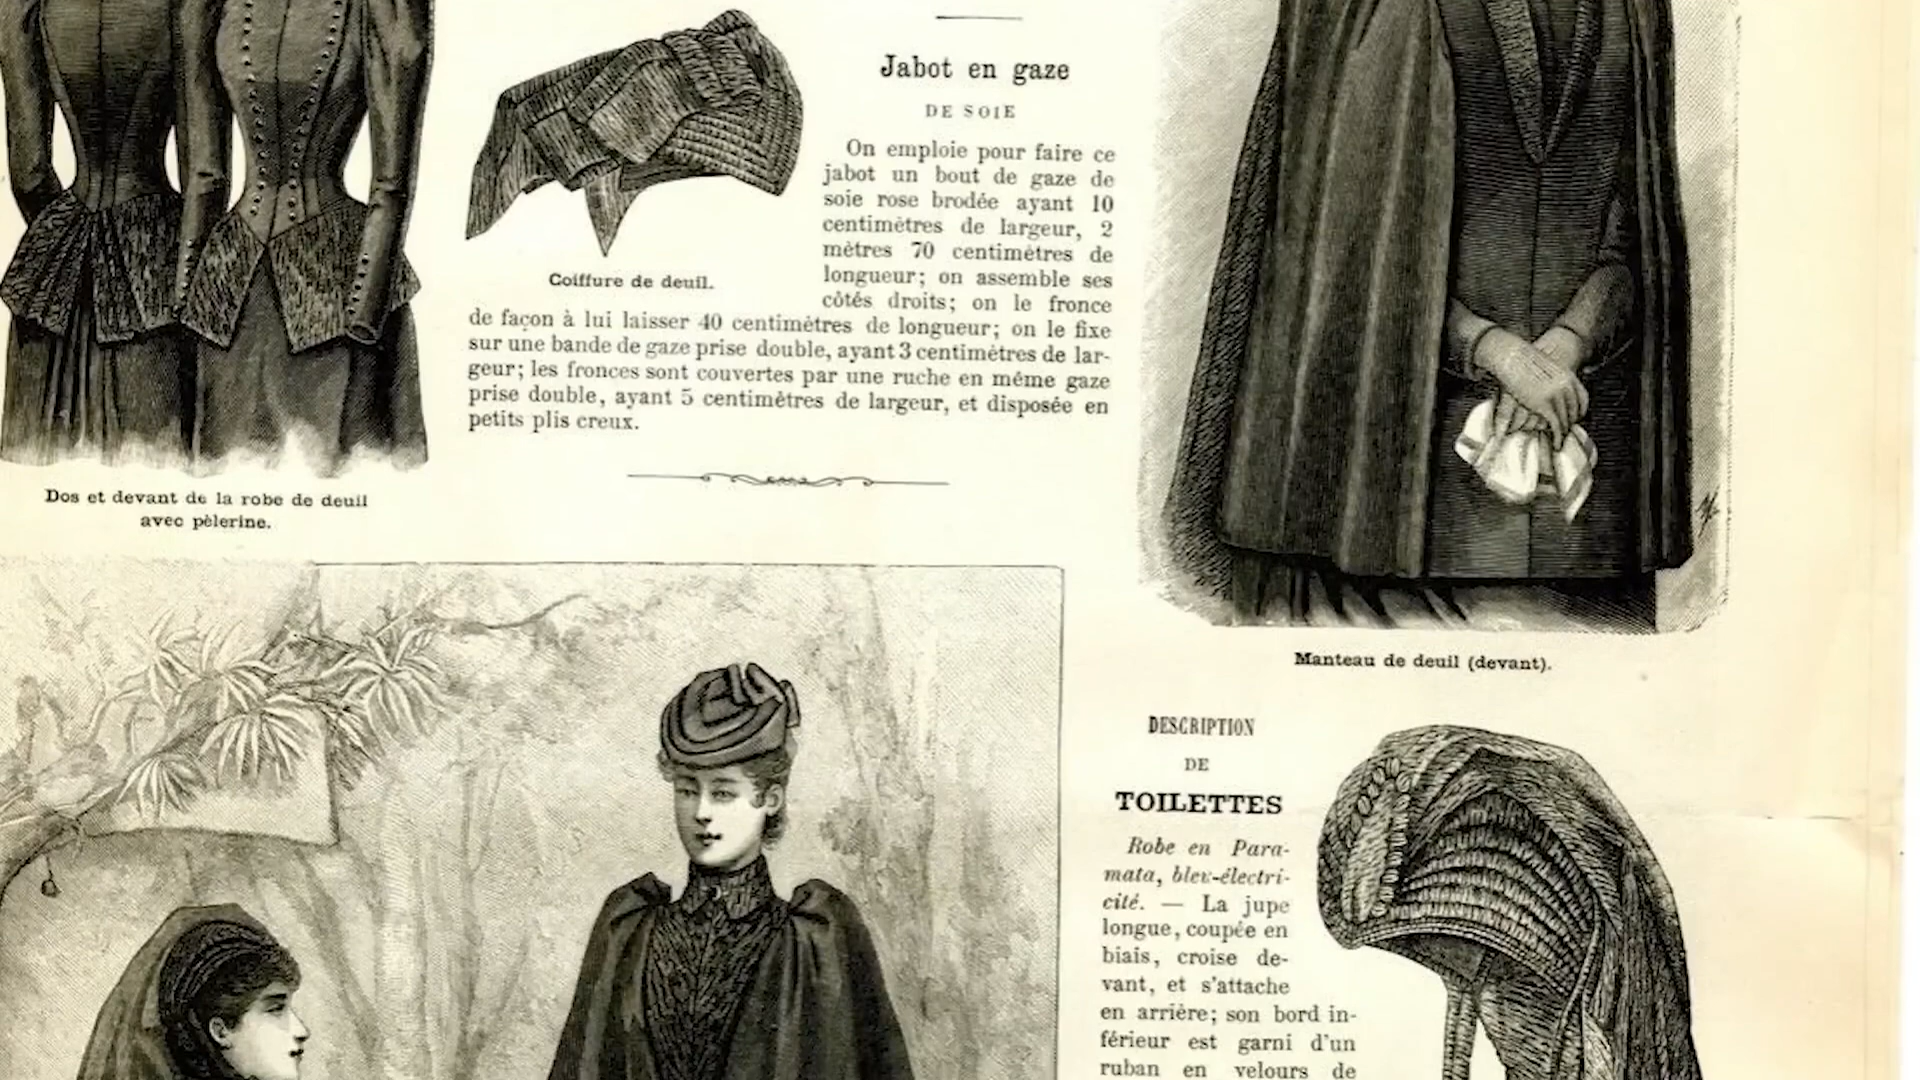 Jabot en gaze
DE SOIE
On emploie pour faire ce
jabot un bout de gaze de
soie rose brodée ayant 10
centimètres de largeur, 2
mètres 70 centimètres de
longueur; on assemble ses
côtés droits; on le fronce
de façon à lui laisser 40 centimètres de longueur; on le fixe
sur une bande de gaze prise double, ayant 3 centimètres de lar-
geur; les fronces sont couvertes par une ruche en même gaze
prise double, ayant 5 centimètres de largeur, et disposée en
petits plis creux.
Coiffure de deuil.
Dos et devant de la robe de deuil
avec pèlerine.
Manteau de deuil (devant).
DESCRIPTION
DE
TOILETTES
Robe en Para-
mata, bleu-électri-
cité. — La jupe
longue, coupée en
biais, croise de-
vant, et s'attache
en arrière; son bord in-
férieur est garni d'un
ruban en velours de